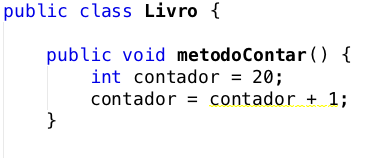 public class Livro {
public void metodoContar() {
int contador = 20;
contador = contador + 1;
}